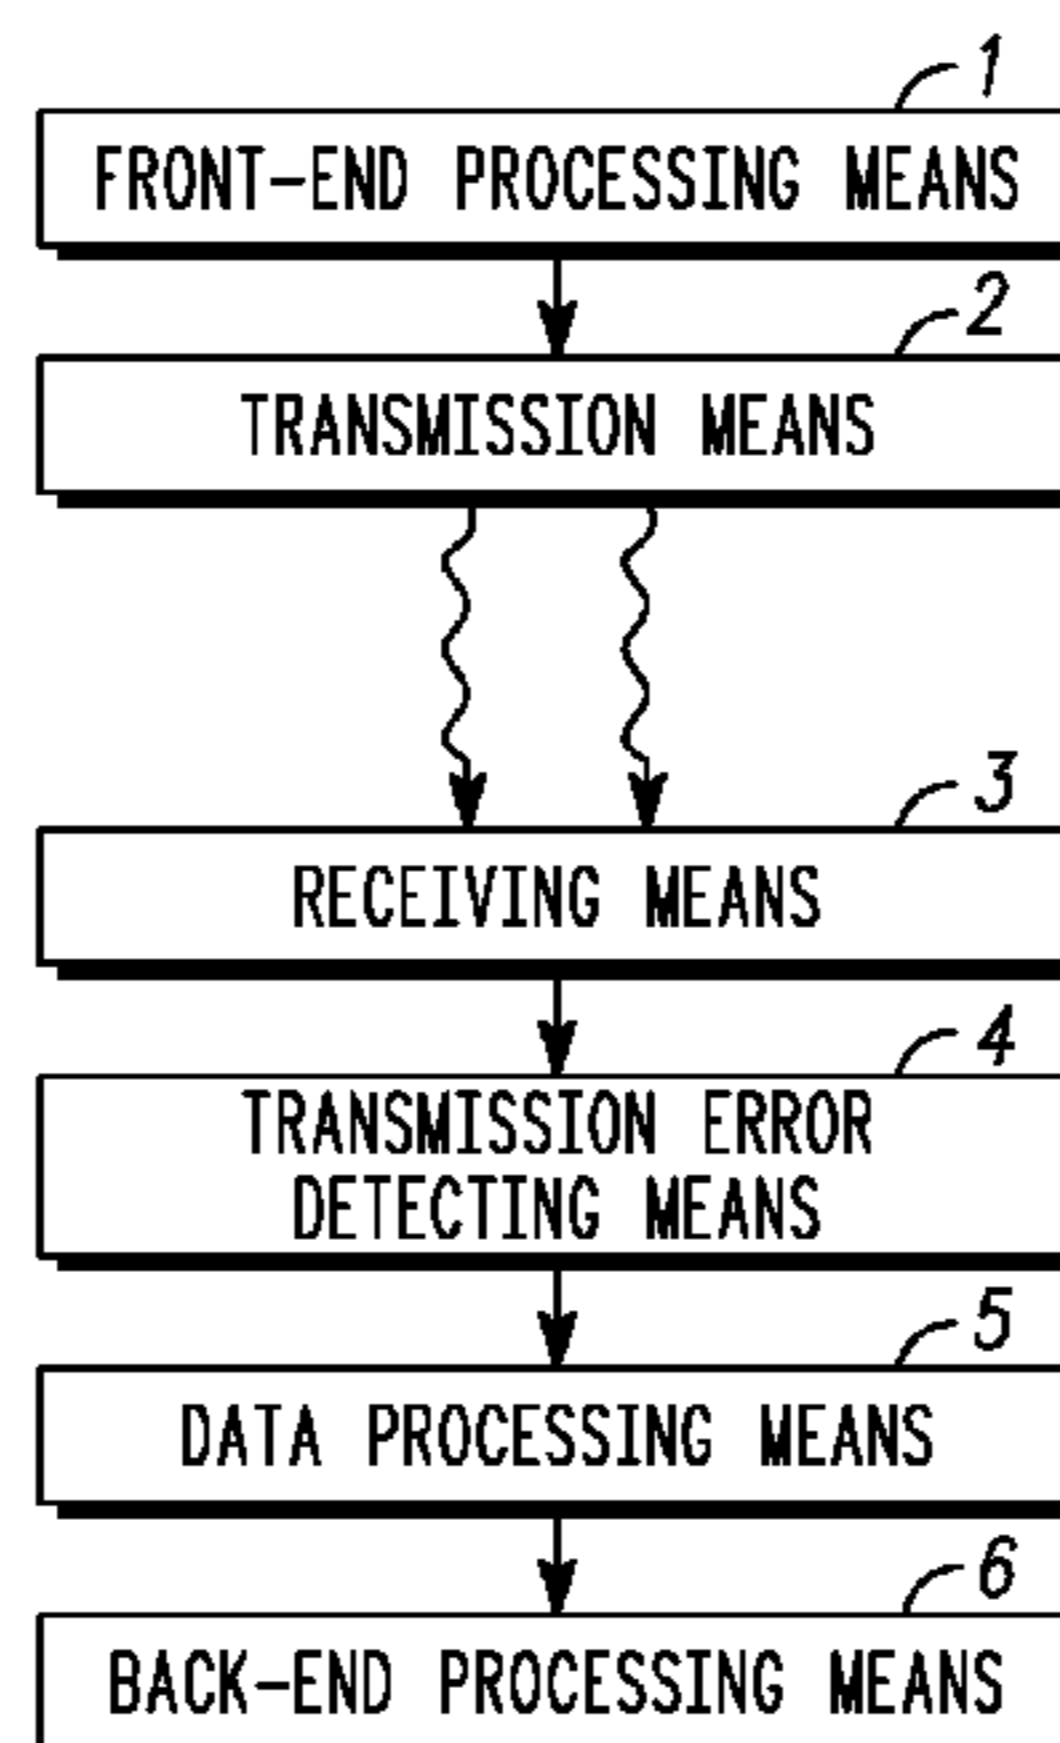 1
FRONT-END PROCESSING MEANS
2
TRANSMISSION MEANS
3
RECEIVING MEANS
4
TRANSMISSION ERROR
DETECTING MEANS
5
DATA PROCESSING MEANS
6
BACK-END PROCESSING MEANS